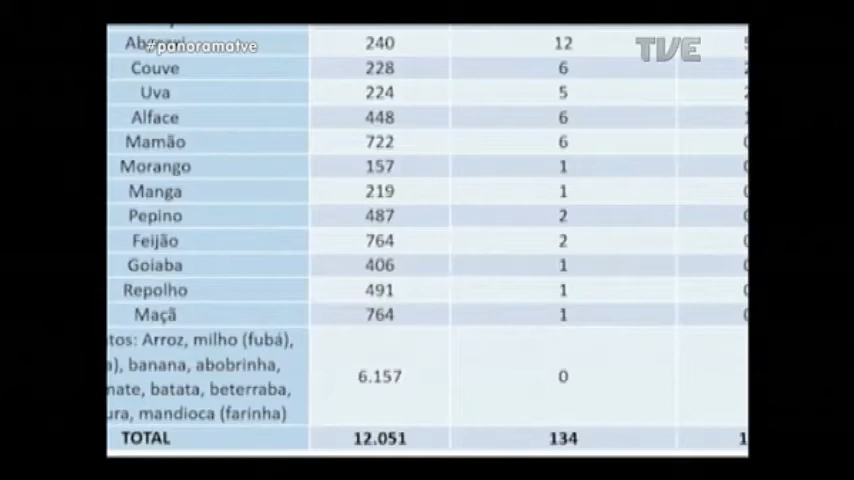 #panoramatve
TVE
240 12
Couve 228 6
Uva 224 5
Alface 448 6
Mamão 722 6
Morango 157 1
Manga 219 1
Pepino 487 2
Feijão 764 2
Goiaba 406 1
Repolho 491 1
Maçã 764 1
tos: Arroz, milho (fubá),
), banana, abobrinha,
nate, batata, beterraba,
ura, mandioca (farinha)
6.157 0
TOTAL 12.051 134 1